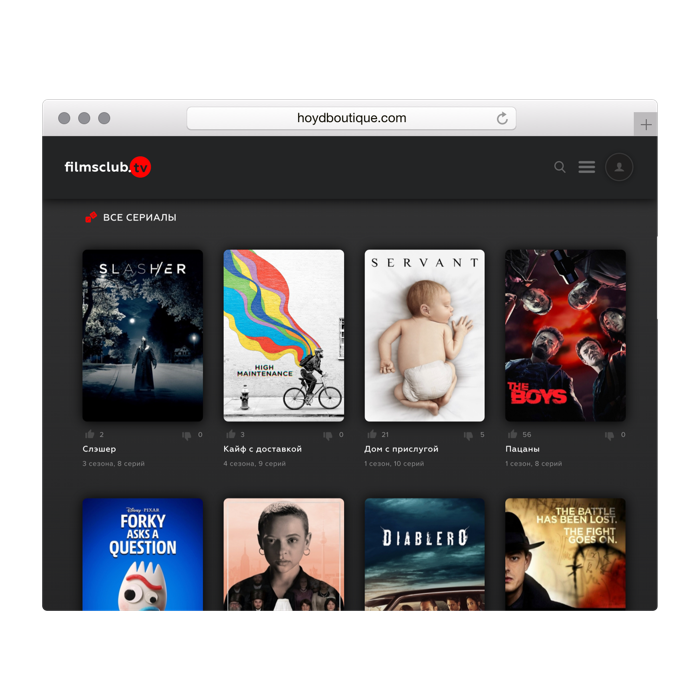 hoydboutique.com
filmsclub.tv
ВСЕ СЕРИАЛЫ
SLASHER
HIGH
MAINTENANCE
SERVANT
THE
BOYS
2 0
3 0
21 5
56 0
Слэшер
Кайф с доставкой
Дом с прислугой
Пацаны
3 сезона, 8 серий
4 сезона, 9 серий
1 сезон, 10 серий
1 сезон, 8 серий
Disney PIXAR
FORKY
ASKS A
QUESTION
DIABLERO
THE BATTLE
HAS BEEN LOST.
THE FIGHT
GOES ON.